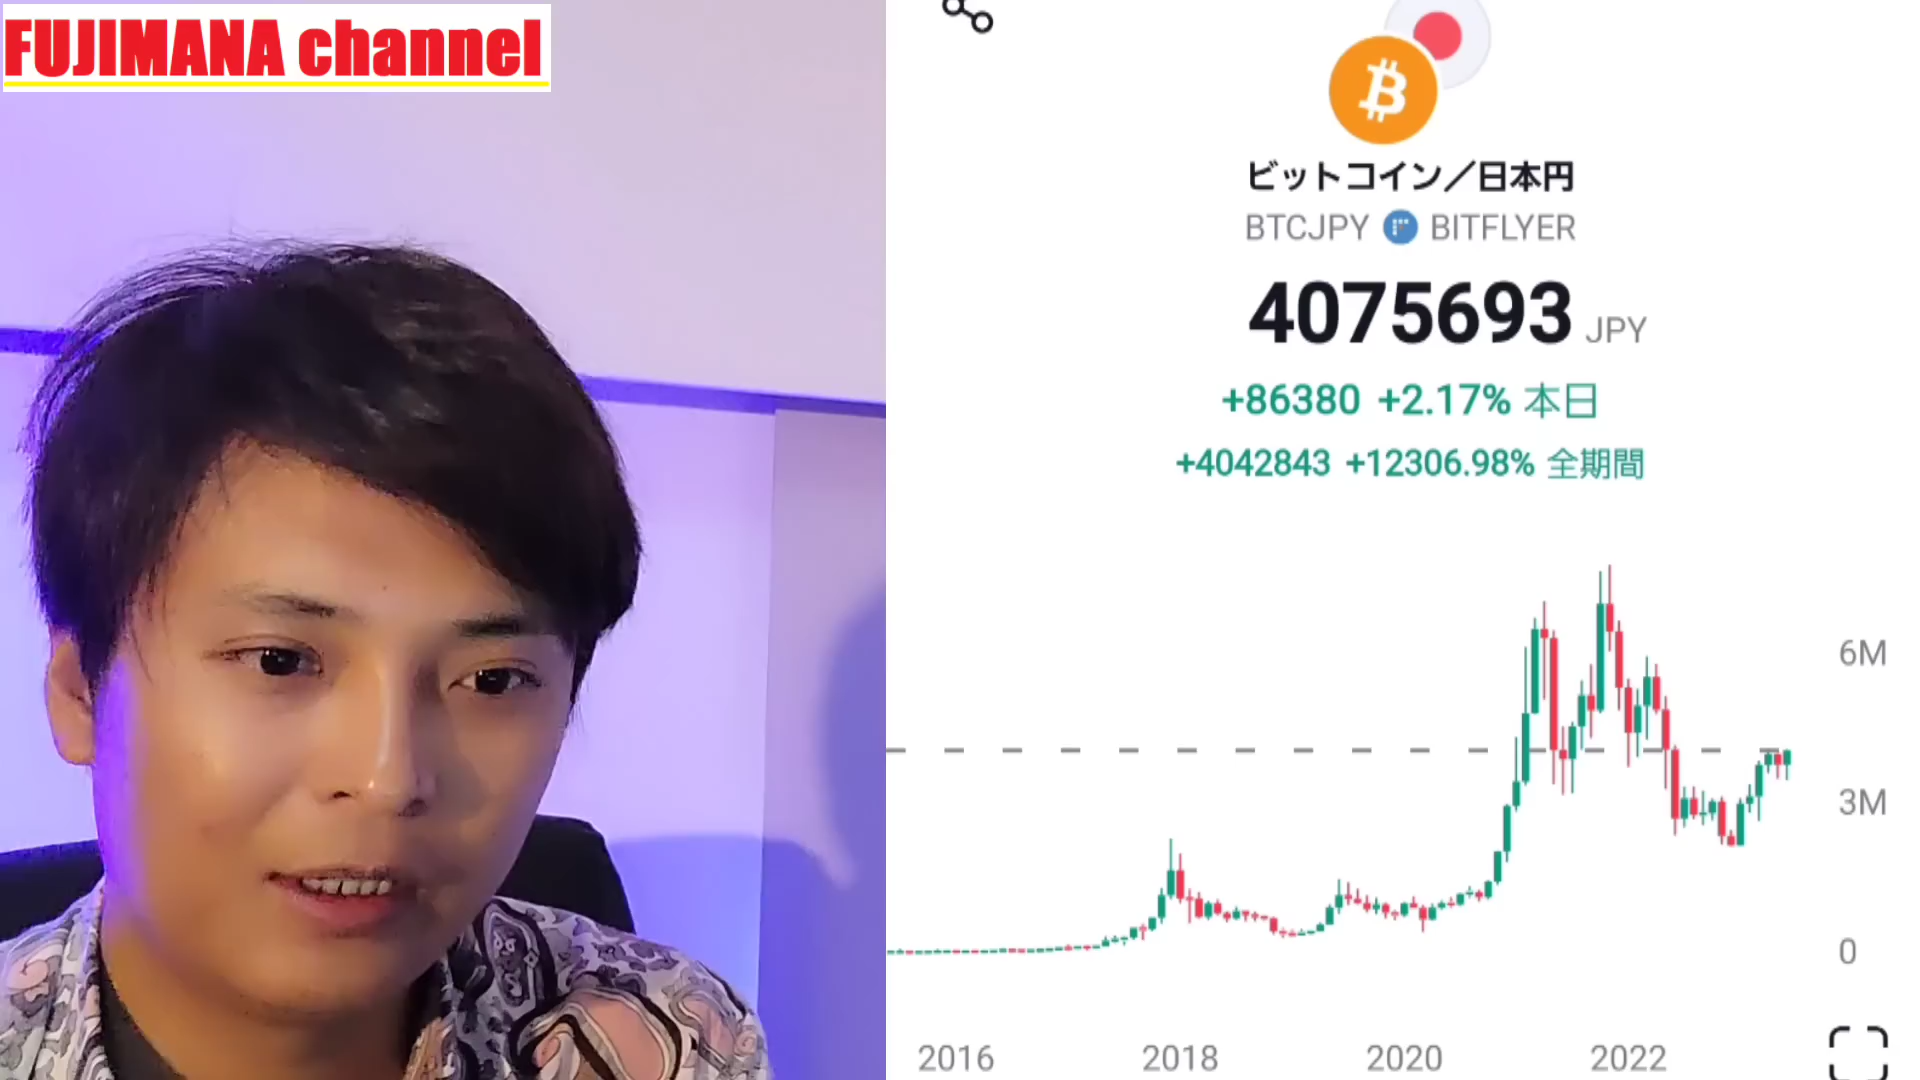 FUJIMANA channel
ビットコイン／日本円
BTCJPY BITFLYER
4075693 JPY
+86380 +2.17% 本日
+4042843 +12306.98% 全期間
6M
3M
0
2016 2018 2020 2022